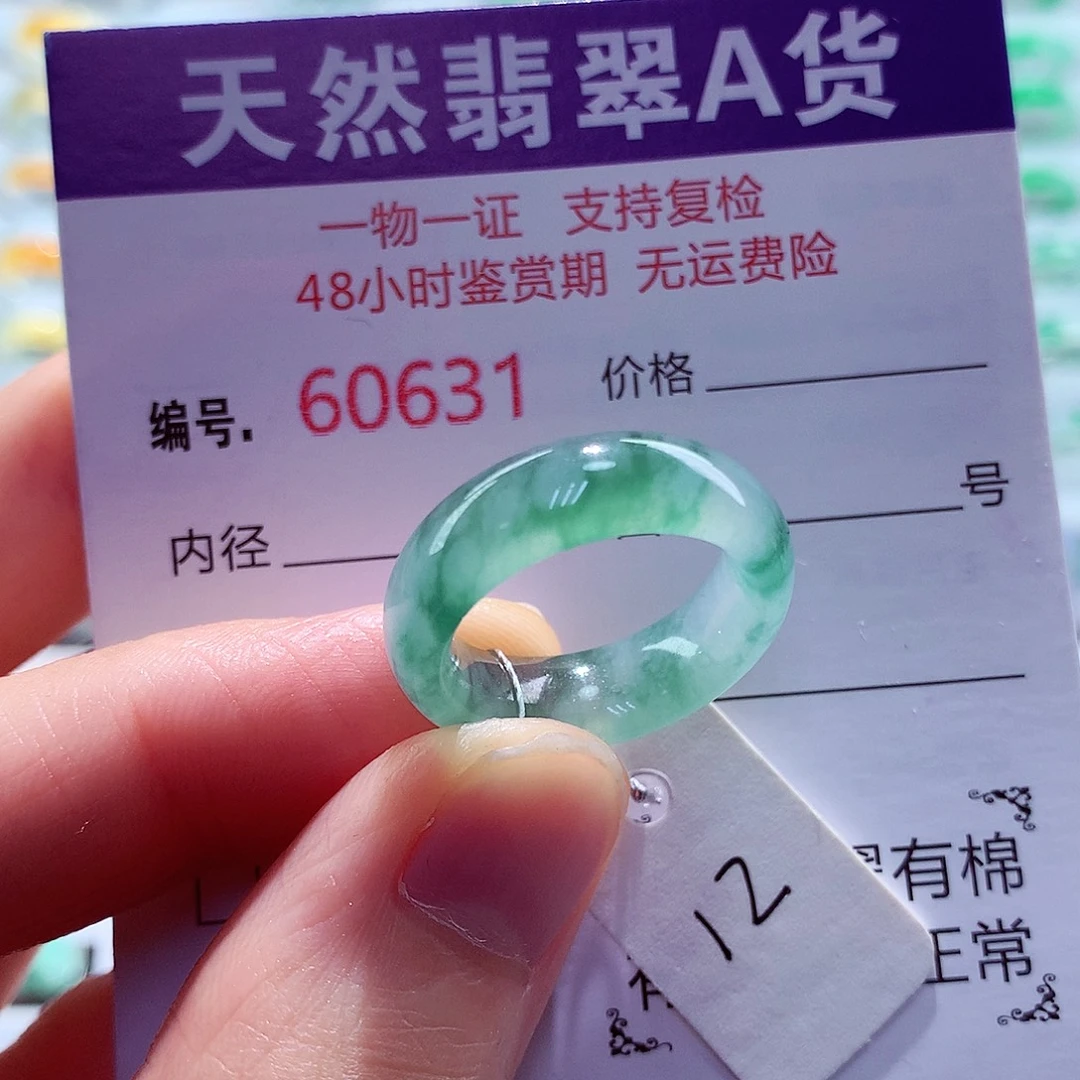 天然翡翠A货
一物一证 支持复检
48小时鉴赏期 无运费险
编号. 60631 价格
号
内径
12
有棉
正常